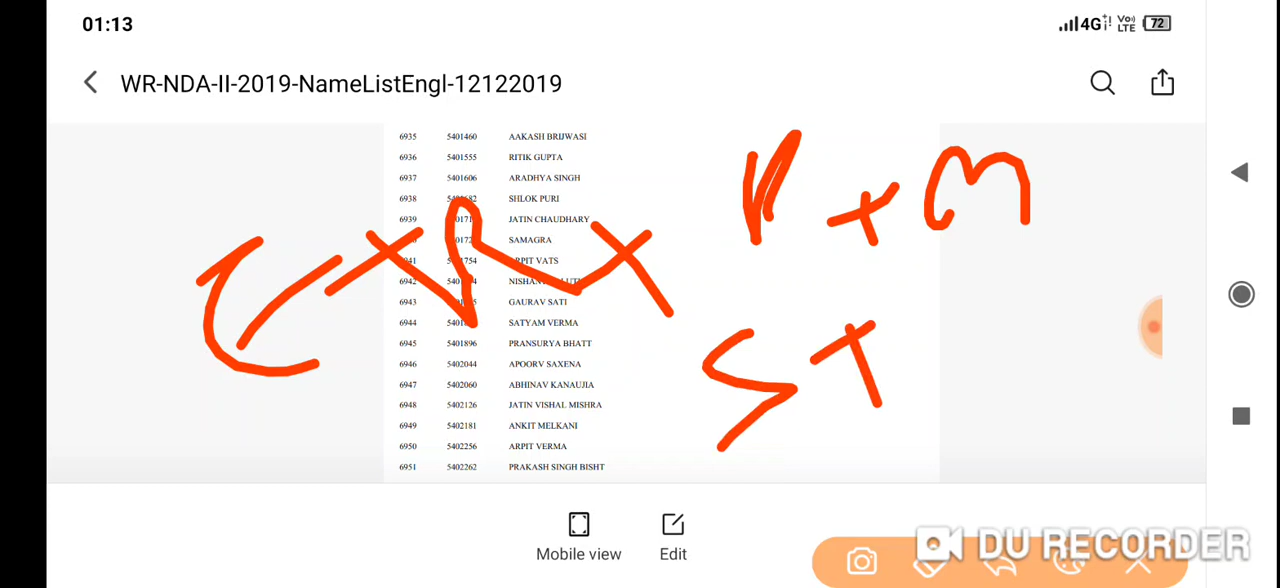 01:13 4G Vo) LTE 72
WR-NDA-II-2019-NameListEngl-12122019
6935 5401460 AAKASH BRIJWASI
6936 5401555 RITIK GUPTA
6937 5401606 ARADHYA SINGH
6938 SHLOK PURI
6939 JATIN CHAUDHARY
SAMAGRA
ARPIT VATS
6942
6943 GAURAV SATI
6944 SATYAM VERMA
6945 5401896 PRANSURYA BHATT
6946 5402044 APOORV SAXENA
6947 5402060 ABHINAV KANAUJIA
6948 5402126 JATIN VISHAL MISHRA
6949 5402181 ANKIT MELKANI
6950 5402256 ARPIT VERMA
6951 5402262 PRAKASH SINGH BISHT
Mobile view Edit
DU RECORDER